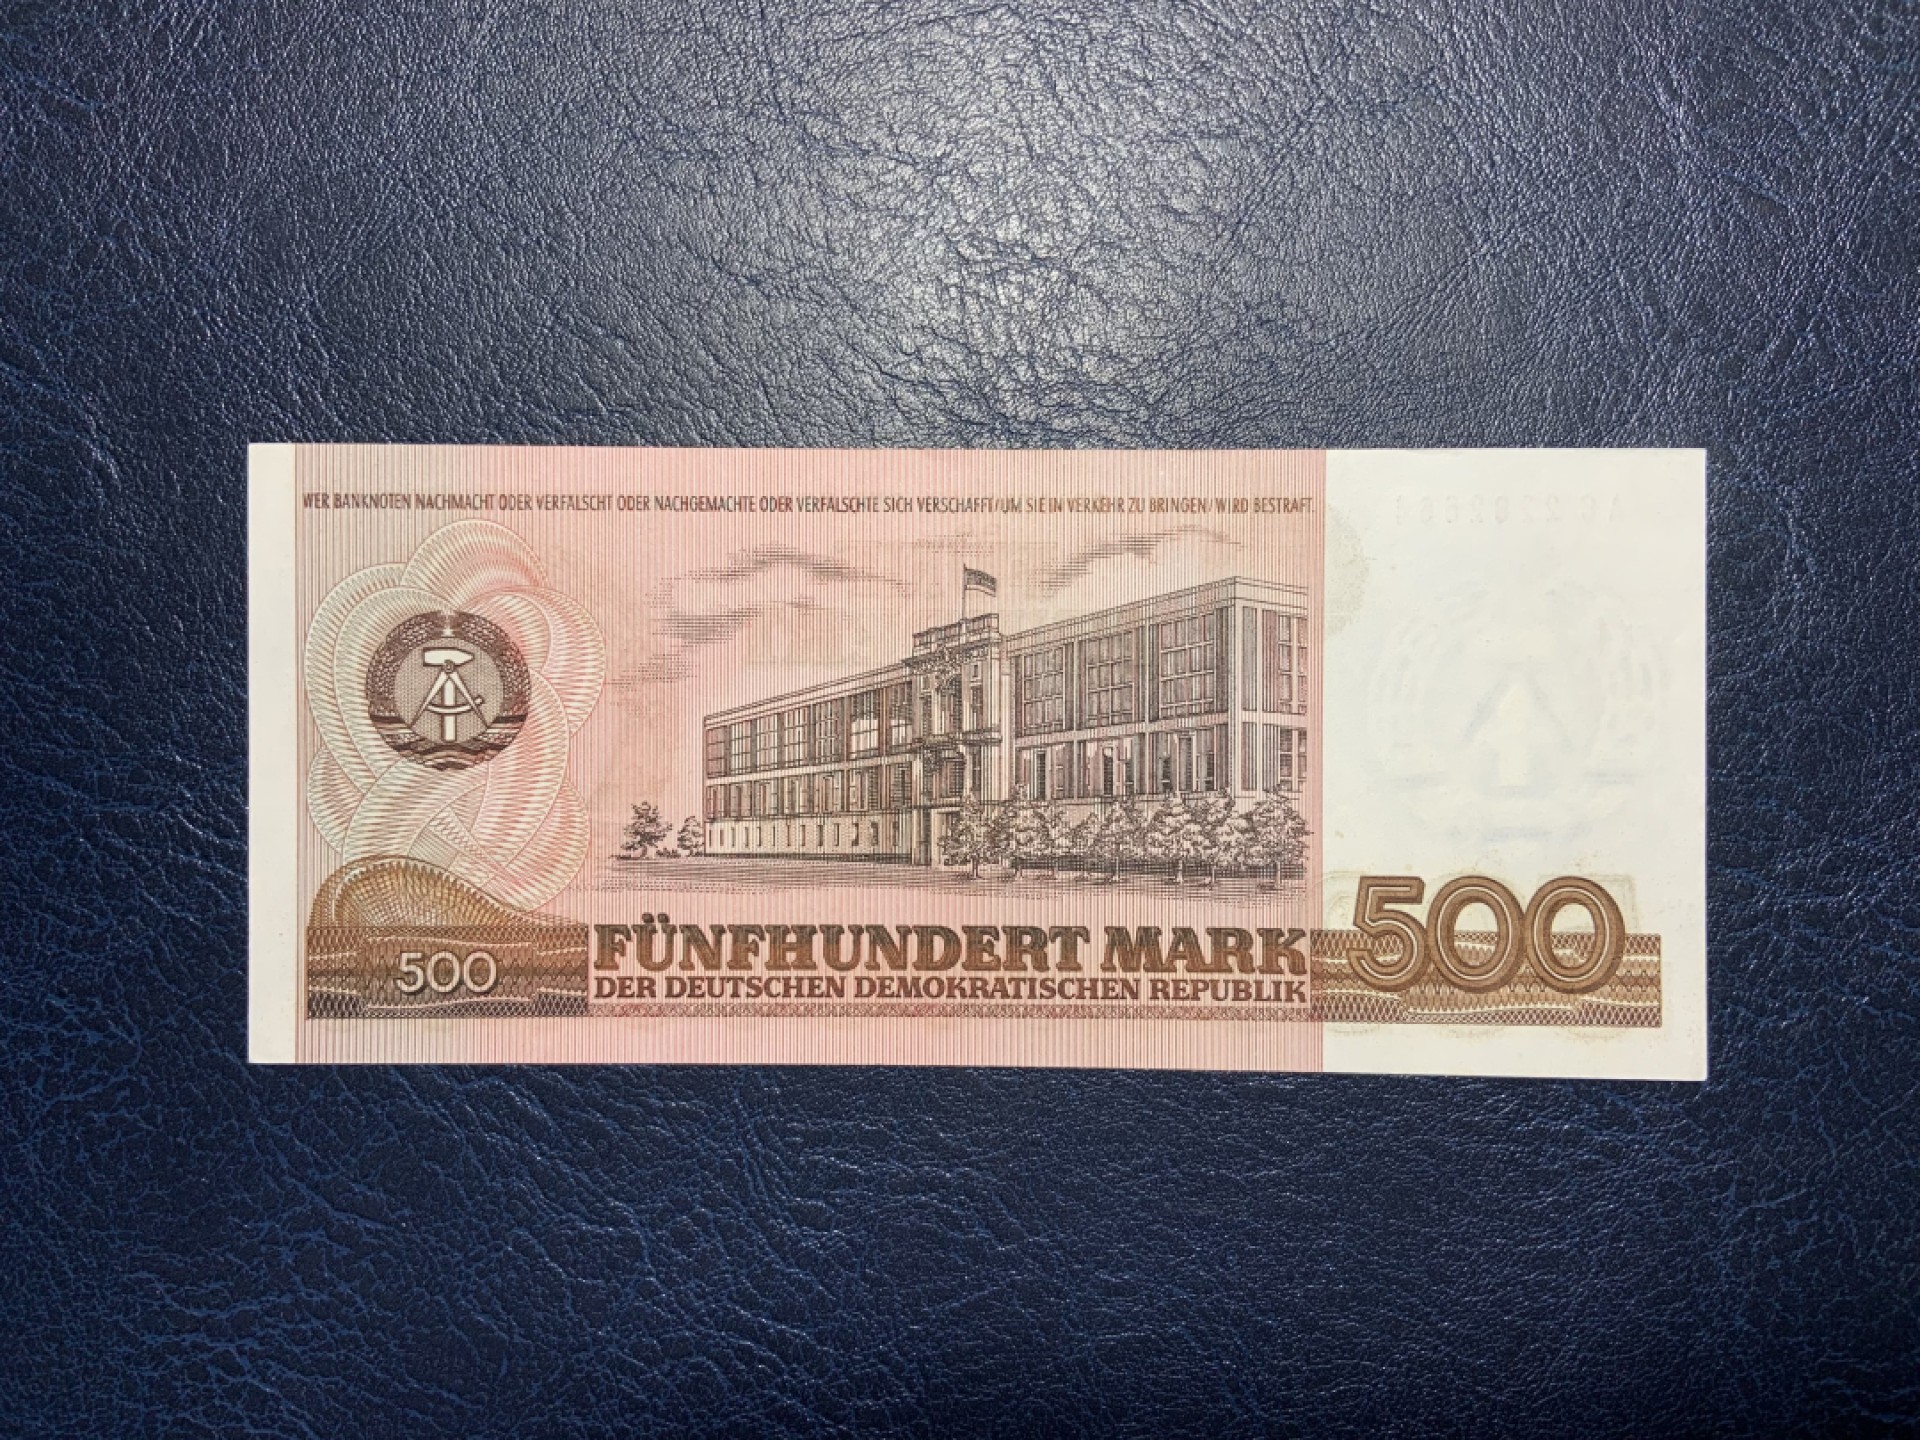 WER BANKNOTEN NACHMACHT ODER VERFÄLSCHT ODER NACHGEMACHTE ODER VERFÄLSCHTE SICH VERSCHAFFT/UM SIE IN VERKEHR ZU BRINGEN/WIRD BESTRAFT.
500
FÜNFHUNDERT MARK
DER DEUTSCHEN DEMOKRATISCHEN REPUBLIK
500